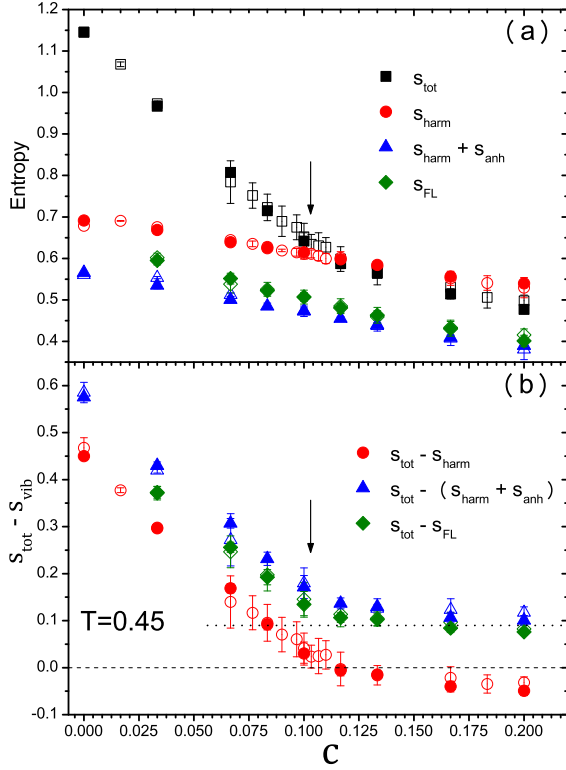 (a)
1.2
1.1
1.0
0.9
0.8
0.7
0.6
0.5
0.4
Entropy
s_tot
s_harm
s_harm + s_anh
s_FL
(b)
0.6
0.5
0.4
0.3
0.2
0.1
0.0
-0.1
s_tot - s_vib
s_tot - s_harm
s_tot - (s_harm + s_anh)
s_tot - s_FL
T=0.45
0.000 0.025 0.050 0.075 0.100 0.125 0.150 0.175 0.200
c